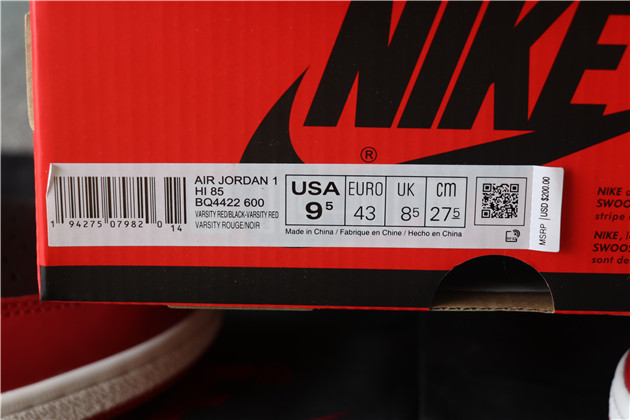 NIKE
®
AIR JORDAN 1
HI 85
BQ4422 600
VARSITY RED/BLACK-VARSITY RED
VARSITY ROUGE/NOIR
1 94275 07982 0 14
USA EURO UK cm
9.5 43 8.5 27.5
Made in China / Fabrique en Chine / Hecho en China
MSRP USD $200.00
NIKE
SWOOS
stripe
NIKE,
SWOOS
sont de